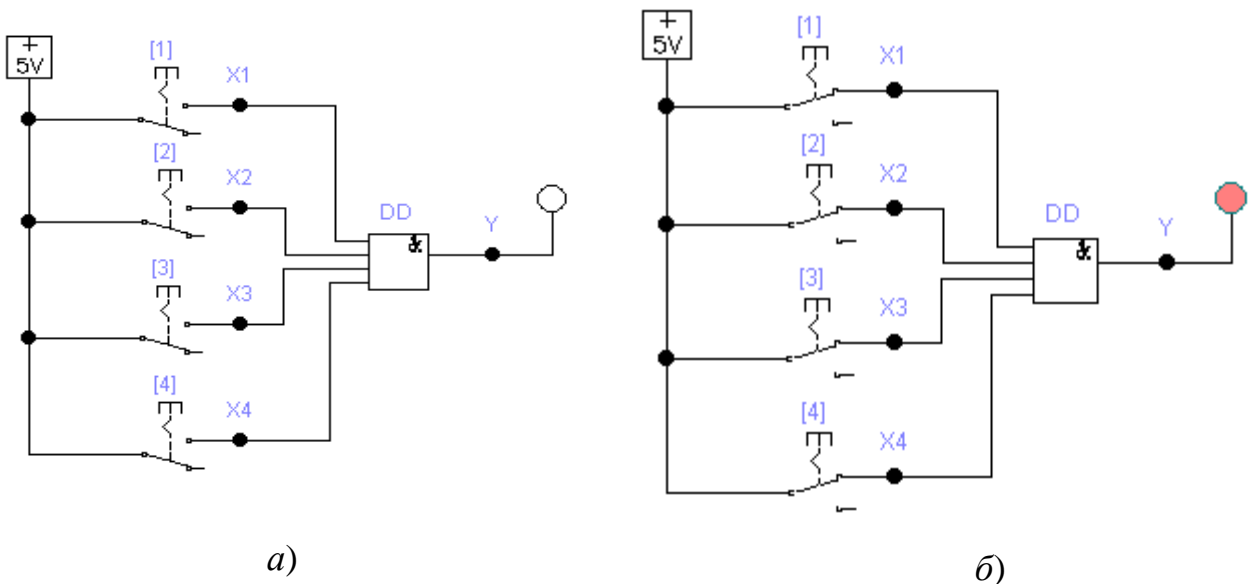 +
5V
[1]
X1
[2]
X2
[3]
X3
[4]
X4
DD
&
Y
а)
+
5V
[1]
X1
[2]
X2
[3]
X3
[4]
X4
DD
&
Y
б)